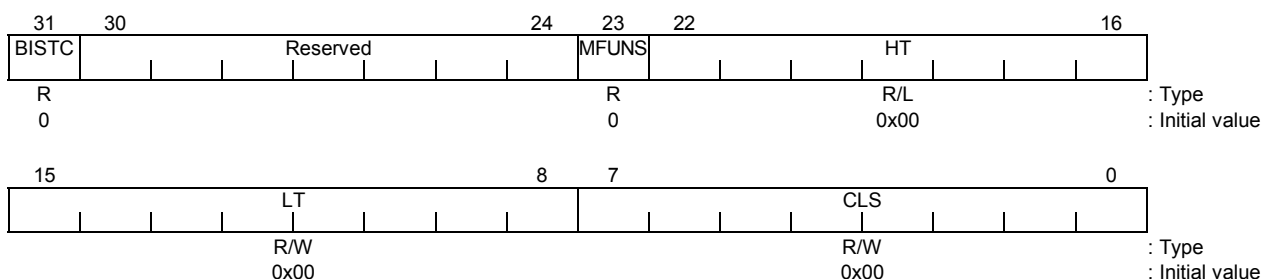 31 30 24 23 22 16
BISTC Reserved MFUNS HT
R R R/L : Type
0 0 0x00 : Initial value
15 8 7 0
LT CLS
R/W R/W : Type
0x00 0x00 : Initial value